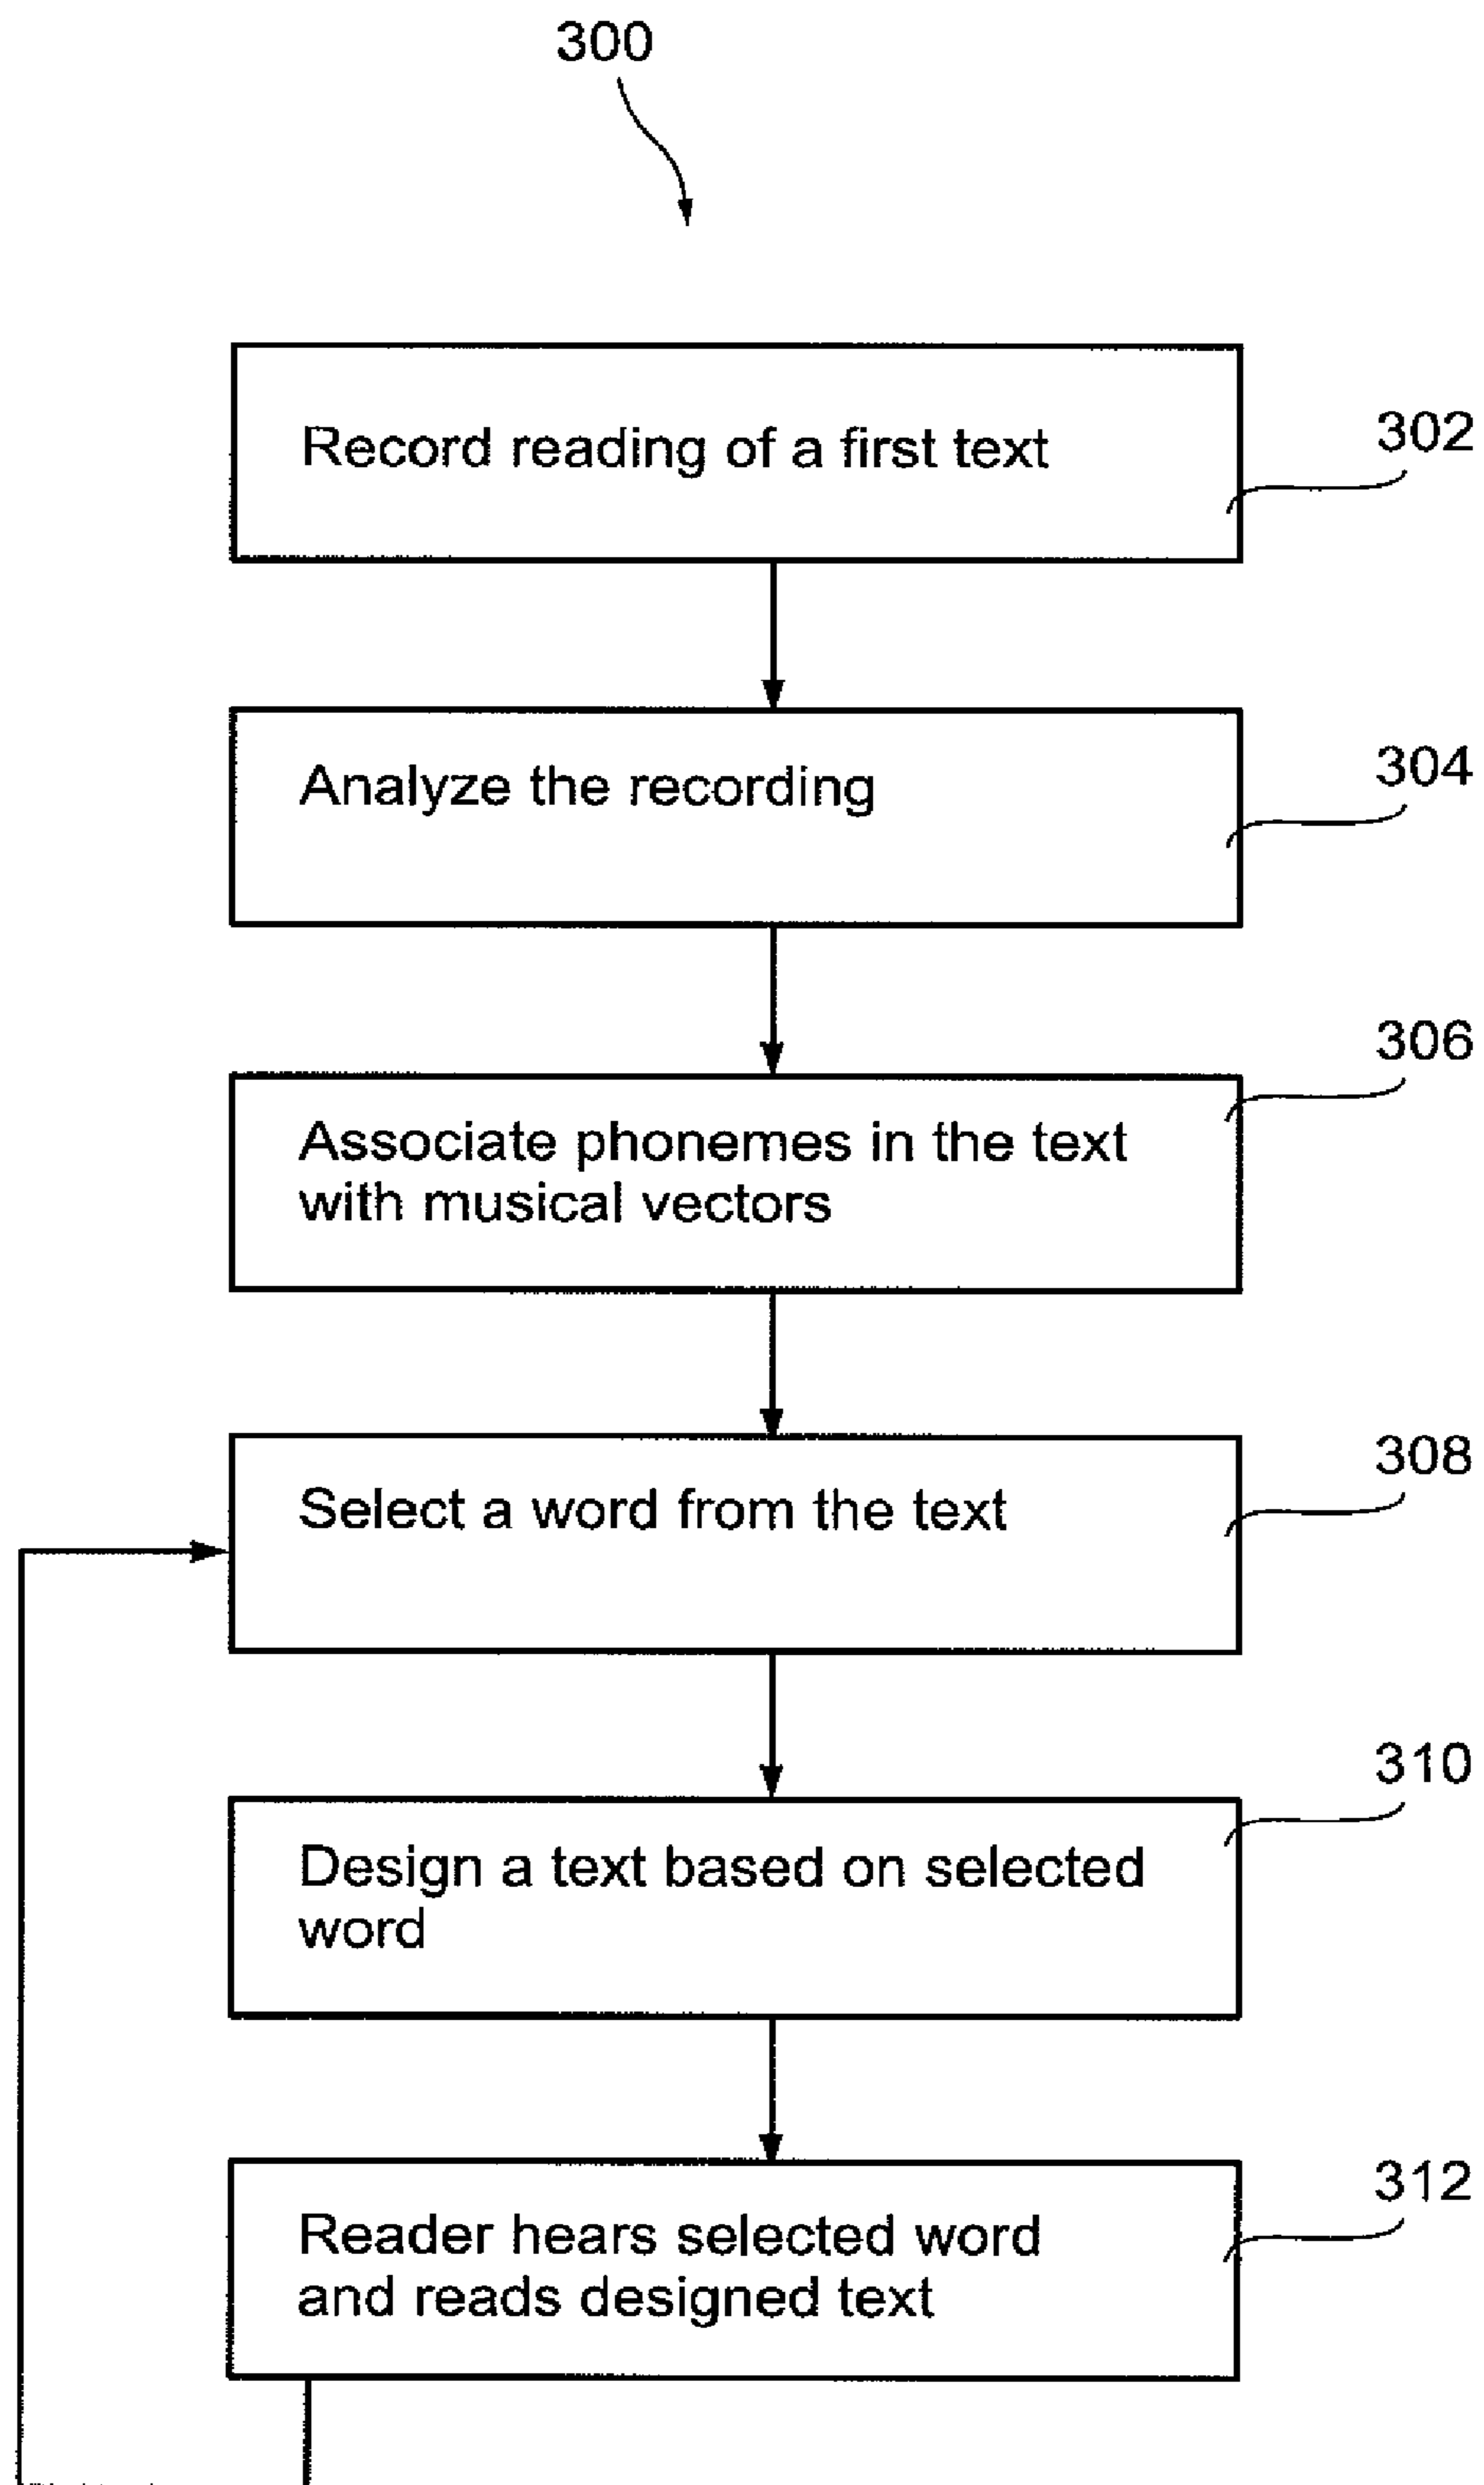 300
Record reading of a first text
302
Analyze the recording
304
306
Associate phonemes in the text
with musical vectors
308
Select a word from the text
310
Design a text based on selected
word
312
Reader hears selected word
and reads designed text